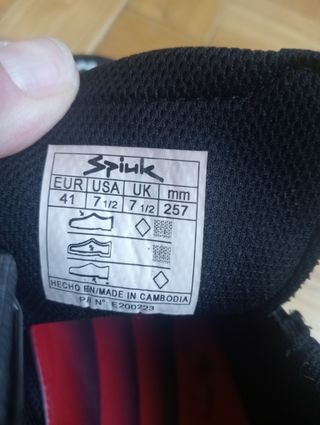 Spiuk
EUR USA UK mm
41 7 1/2 7 1/2 257
HECHO EN/MADE IN CAMBODIA
P/I Nº: E200223